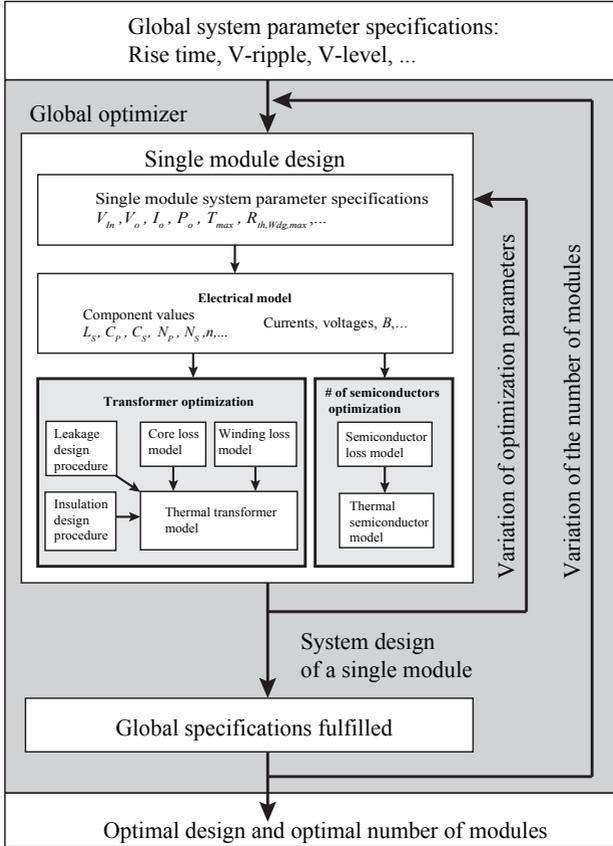 Global system parameter specifications:
Rise time, V-ripple, V-level, ...
Global optimizer
Single module design
Single module system parameter specifications
V_In, V_o, I_o, P_o, T_max, R_th,Wdg,max,...
Electrical model
Component values
L_S, C_P, C_S, N_P, N_S,n,...
Currents, voltages, B,...
Transformer optimization
Leakage
design
procedure
Core loss
model
Winding loss
model
Insulation
design
procedure
Thermal transformer
model
# of semiconductors
optimization
Semiconductor
loss model
Thermal
semiconductor
model
Variation of optimization parameters
Variation of the number of modules
System design
of a single module
Global specifications fulfilled
Optimal design and optimal number of modules